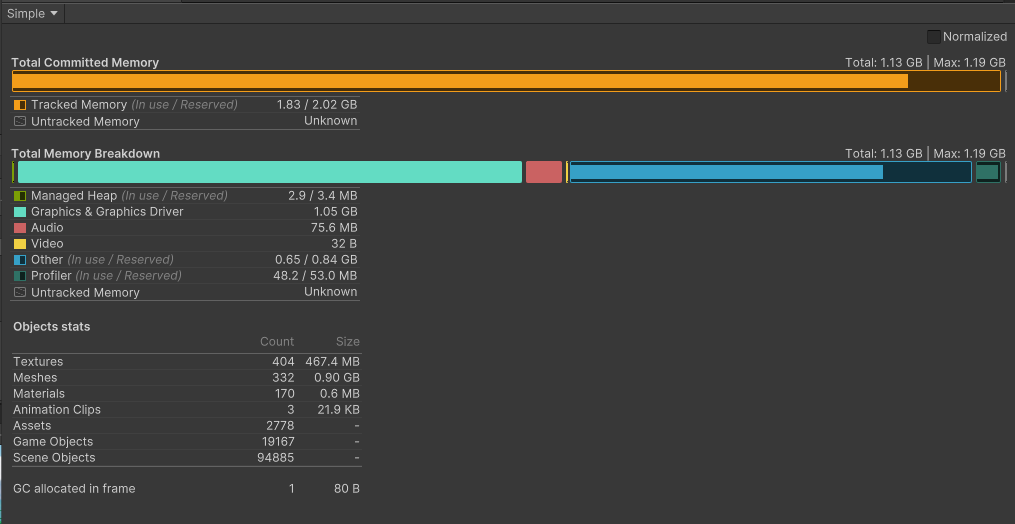 Simple
Normalized
Total Committed Memory Total: 1.13 GB | Max: 1.19 GB
Tracked Memory (In use / Reserved) 1.83 / 2.02 GB
Untracked Memory Unknown
Total Memory Breakdown Total: 1.13 GB | Max: 1.19 GB
Managed Heap (In use / Reserved) 2.9 / 3.4 MB
Graphics & Graphics Driver 1.05 GB
Audio 75.6 MB
Video 32 B
Other (In use / Reserved) 0.65 / 0.84 GB
Profiler (In use / Reserved) 48.2 / 53.0 MB
Untracked Memory Unknown
Objects stats
Count Size
Textures 404 467.4 MB
Meshes 332 0.90 GB
Materials 170 0.6 MB
Animation Clips 3 21.9 KB
Assets 2778 -
Game Objects 19167 -
Scene Objects 94885 -
GC allocated in frame 1 80 B